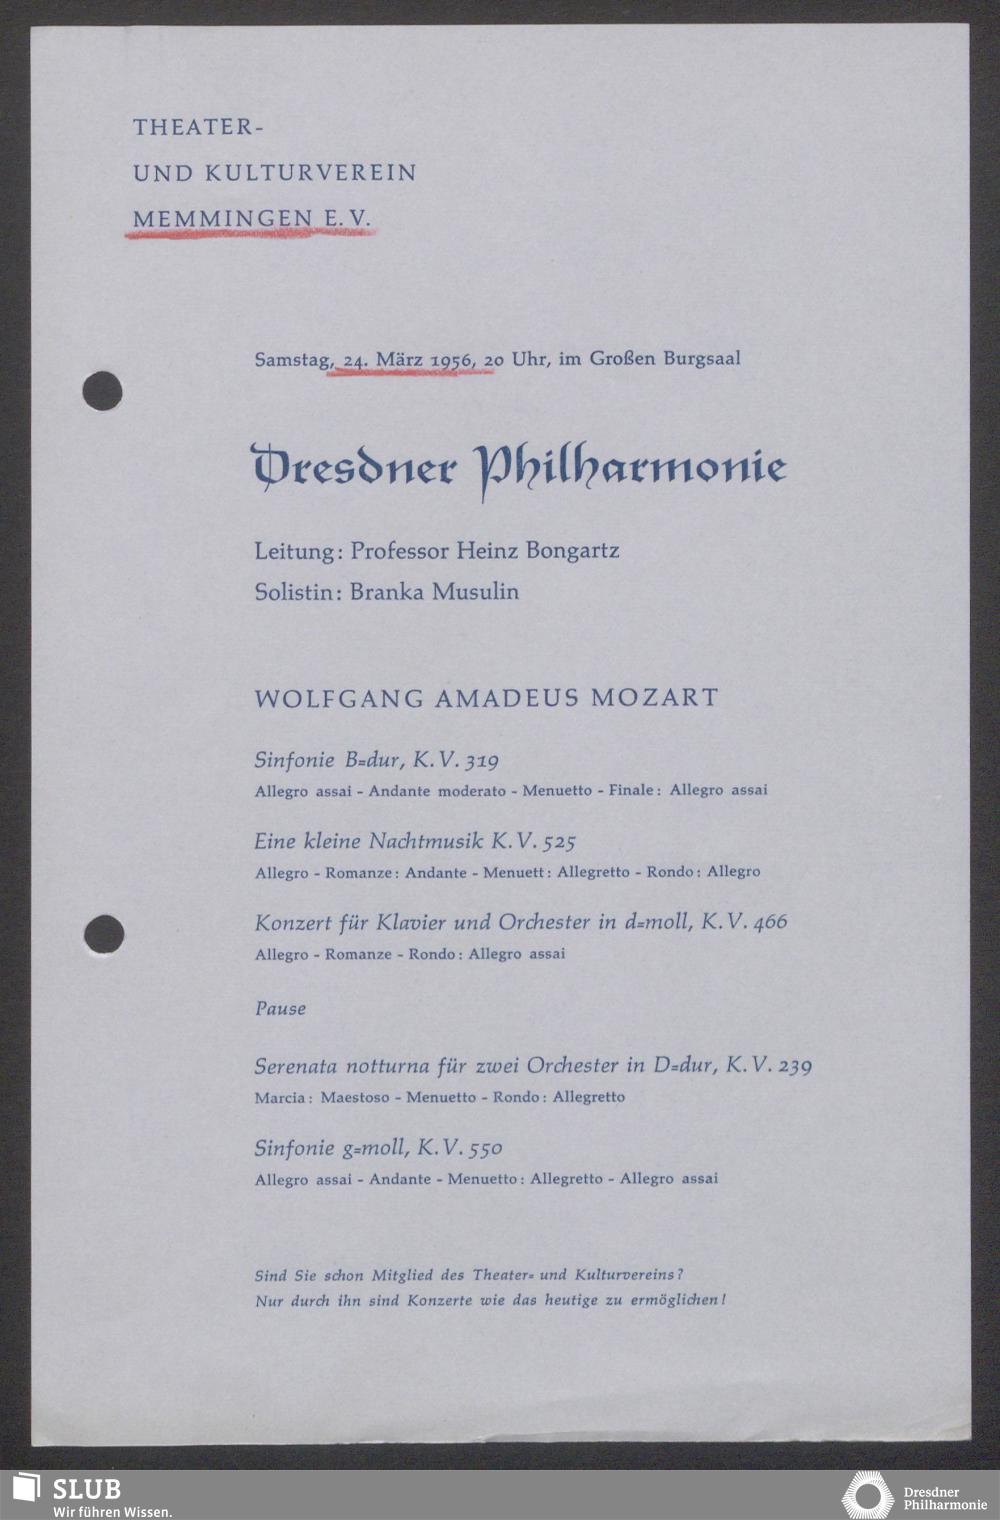 THEATER-
UND KULTURVEREIN
MEMMINGEN E. V.
Samstag, 24. März 1956, 20 Uhr, im Großen Burgsaal
Dresdner Philharmonie
Leitung: Professor Heinz Bongartz
Solistin: Branka Musulin
WOLFGANG AMADEUS MOZART
Sinfonie B=dur, K. V. 319
Allegro assai - Andante moderato - Menuetto - Finale: Allegro assai
Eine kleine Nachtmusik K. V. 525
Allegro - Romanze: Andante - Menuett: Allegretto - Rondo: Allegro
Konzert für Klavier und Orchester in d=moll, K. V. 466
Allegro - Romanze - Rondo: Allegro assai
Pause
Serenata notturna für zwei Orchester in D=dur, K. V. 239
Marcia: Maestoso - Menuetto - Rondo: Allegretto
Sinfonie g=moll, K. V. 550
Allegro assai - Andante - Menuetto: Allegretto - Allegro assai
Sind Sie schon Mitglied des Theater= und Kulturvereins?
Nur durch ihn sind Konzerte wie das heutige zu ermöglichen!
SLUB
Wir führen Wissen.
Dresdner
Philharmonie